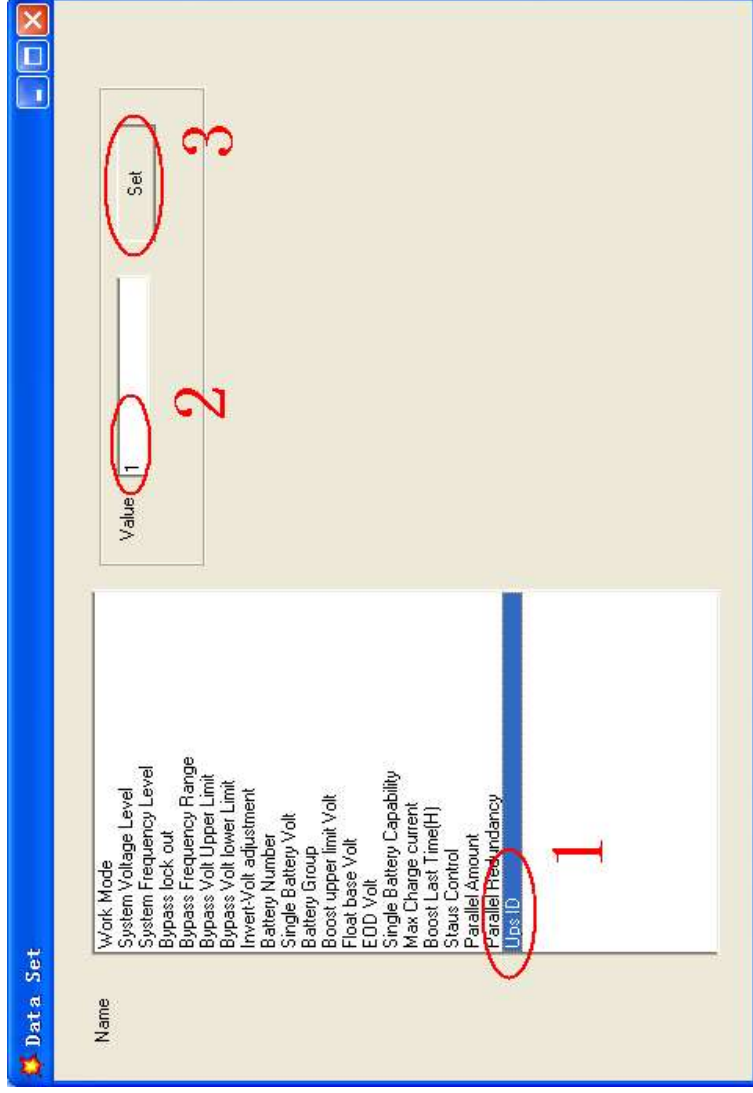 Data Set
Name
Work Mode
System Voltage Level
System Frequency Level
Bypass lock out
Bypass Frequency Range
Bypass Volt Upper Limit
Bypass Volt lower Limit
Invert-Volt adjustment
Battery Number
Single Battery Volt
Battery Group
Boost upper limit Volt
Float base Volt
EOD Volt
Single Battery Capability
Max Charge current
Boost Last Time(H)
Staus Control
Parallel Amount
Parallel Redundancy
Ups ID
1
Value
1
2
Set
3